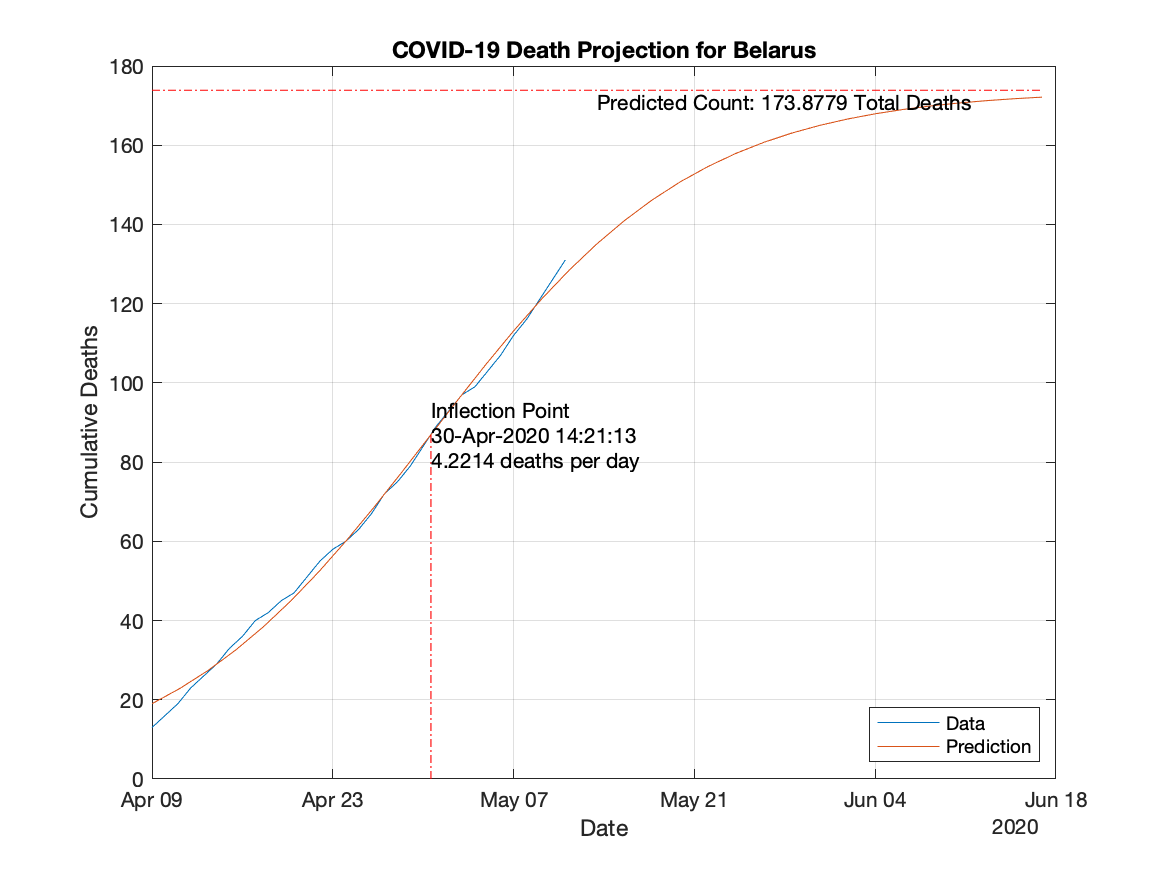 COVID-19 Death Projection for Belarus
180
160
140
120
100
80
60
40
20
0
Cumulative Deaths
Predicted Count: 173.8779 Total Deaths
Inflection Point
30-Apr-2020 14:21:13
4.2214 deaths per day
Data
Prediction
Apr 09 Apr 23 May 07 May 21 Jun 04 Jun 18
2020
Date